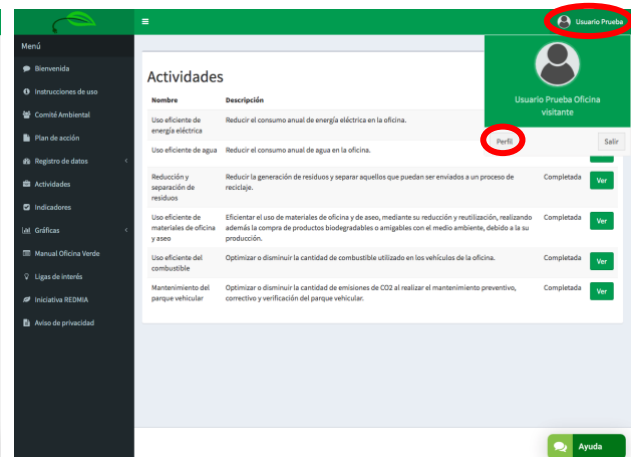 Usuario Prueba
Menú
Bienvenida
Instrucciones de uso
Comité Ambiental
Plan de acción
Registro de datos
Actividades
Indicadores
Gráficas
Manual Oficina Verde
Ligas de interés
Iniciativa REDMIA
Aviso de privacidad
Usuario Prueba Oficina
visitante
Perfil
Salir
Actividades
Nombre Descripción
Uso eficiente de Reducir el consumo anual de energía eléctrica en la oficina.
energía eléctrica
Uso eficiente de agua Reducir el consumo anual de agua en la oficina.
Reducción y Reducir la generación de residuos y separar aquellos que puedan ser enviados a un proceso de Completada Ver
separación de reciclaje.
residuos
Uso eficiente de Eficientar el uso de materiales de oficina y de aseo, mediante su reducción y reutilización, realizando Completada Ver
materiales de oficina además la compra de productos biodegradables o amigables con el medio ambiente, debido a la su
y aseo producción.
Uso eficiente del Optimizar o disminuir la cantidad de combustible utilizado en los vehículos de la oficina. Completada Ver
combustible
Mantenimiento del Optimizar o disminuir la cantidad de emisiones de CO2 al realizar el mantenimiento preventivo, Completada Ver
parque vehicular correctivo y verificación del parque vehicular.
Ayuda